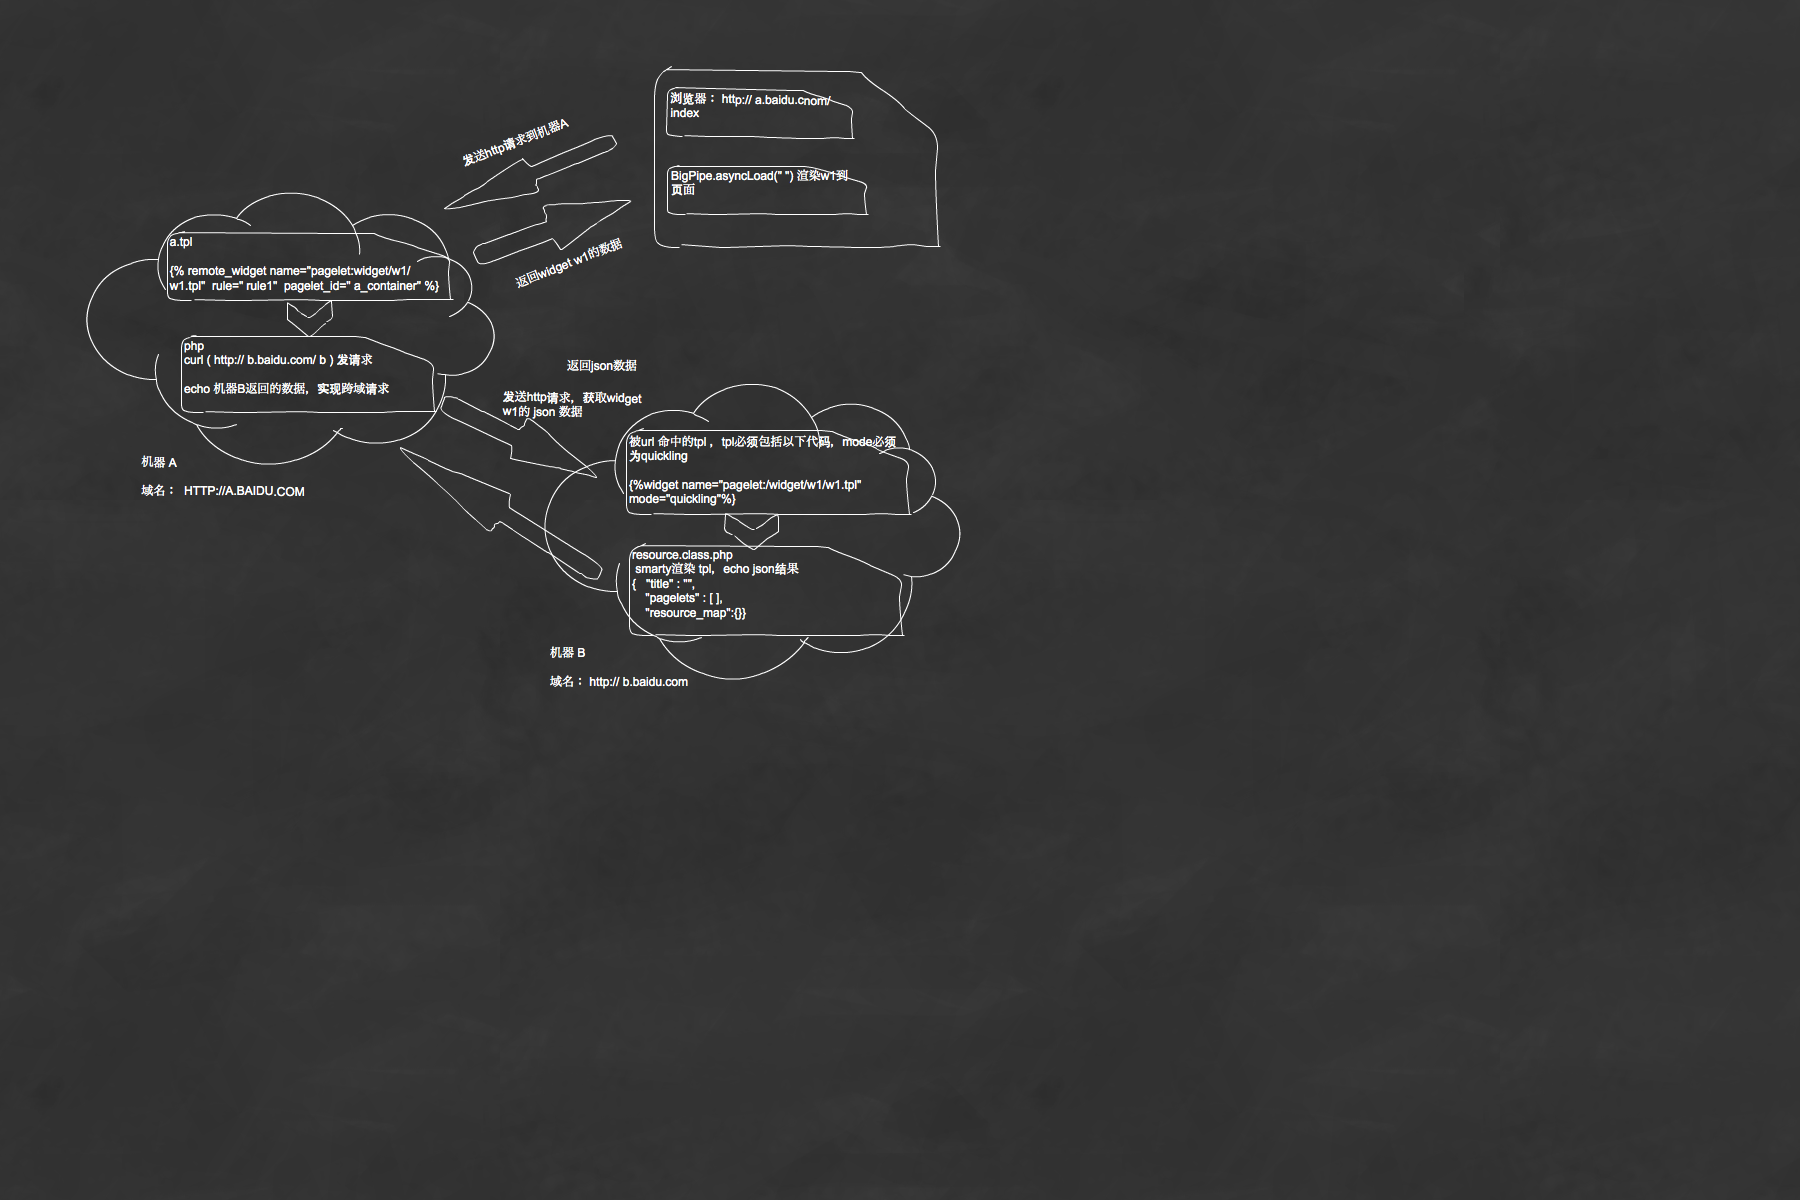 浏览器： http:// a.baidu.cnom/
index
BigPipe.asyncLoad(" ") 渲染w1到
页面
发送http请求到机器A
返回widget w1的数据
a.tpl
{% remote_widget name="pagelet:widget/w1/
w1.tpl" rule=" rule1" pagelet_id=" a_container" %}
php
curl ( http:// b.baidu.com/ b ) 发请求
echo 机器B返回的数据，实现跨域请求
机器 A
域名： HTTP://A.BAIDU.COM
返回json数据
发送http请求，获取widget
w1的 json 数据
被url 命中的tpl ，tpl必须包括以下代码，mode必须
为quickling
{%widget name="pagelet:/widget/w1/w1.tpl"
mode="quickling"%}
resource.class.php
smarty渲染 tpl，echo json结果
{ "title" : "",
"pagelets" : [ ],
"resource_map":{}}
机器 B
域名： http:// b.baidu.com